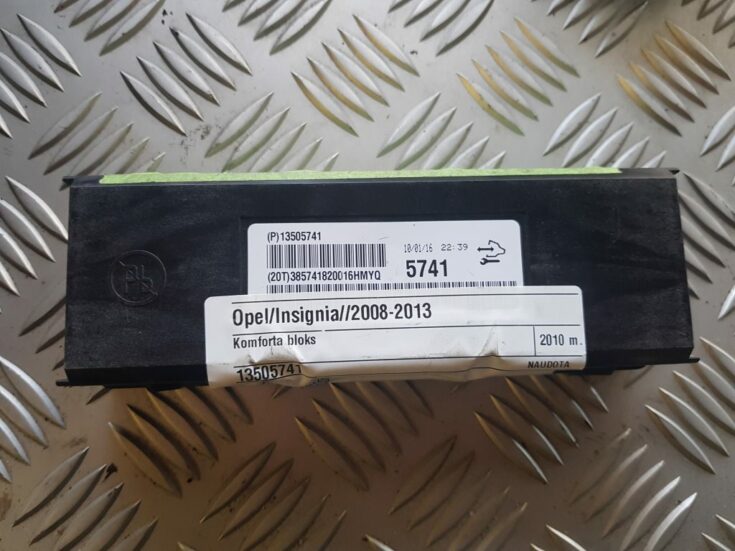 (P)13505741
10/01/16 22:39
(20T)385741820016HMYQ
5741
Opel/Insignia//2008-2013
Komforta bloks
2010 m.
13505741
NAUDOTA